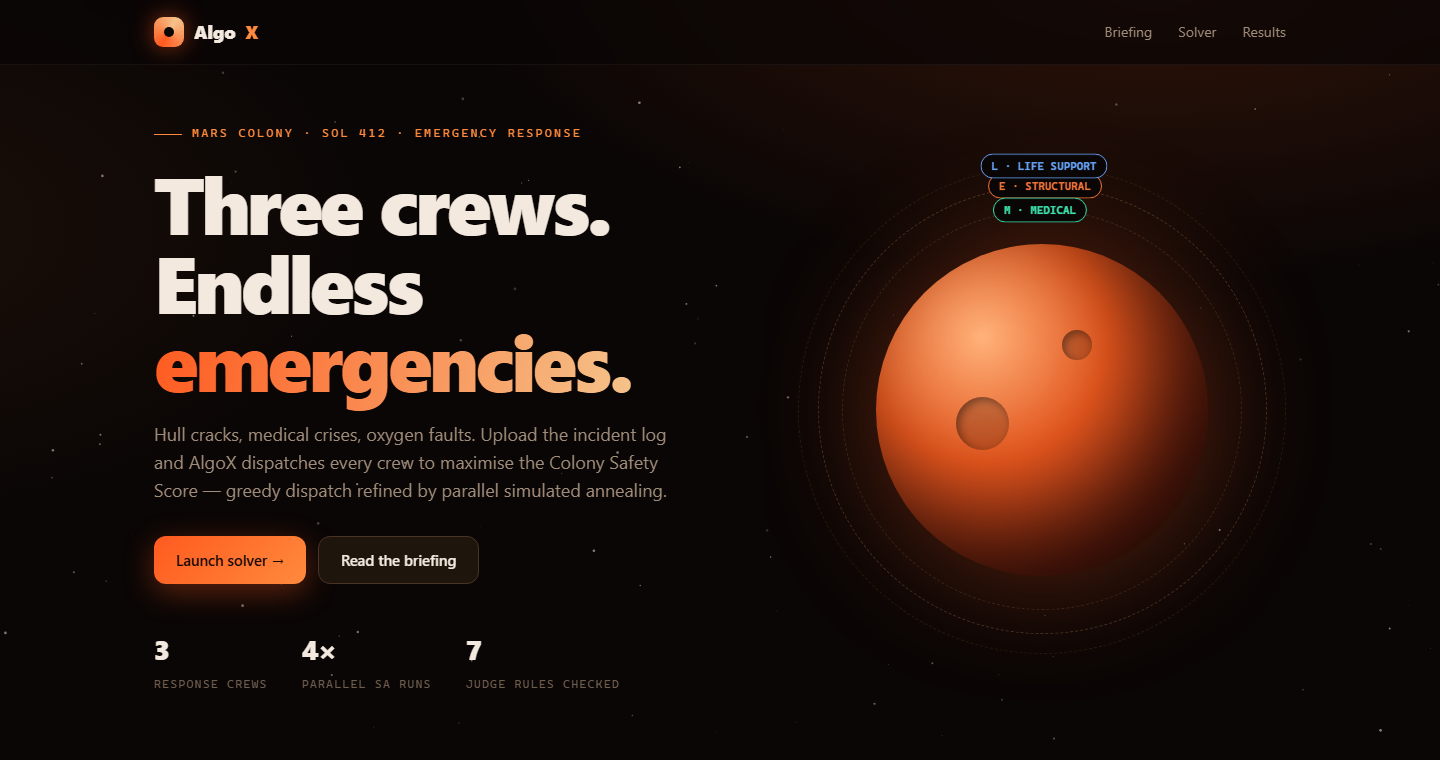 Algo X
Briefing
Solver
Results
MARS COLONY · SOL 412 · EMERGENCY RESPONSE
Three crews.
Endless
emergencies.
Hull cracks, medical crises, oxygen faults. Upload the incident log
and AlgoX dispatches every crew to maximise the Colony Safety
Score — greedy dispatch refined by parallel simulated annealing.
Launch solver →
Read the briefing
3
RESPONSE CREWS
4×
PARALLEL SA RUNS
7
JUDGE RULES CHECKED
L · LIFE SUPPORT
E · STRUCTURAL
M · MEDICAL